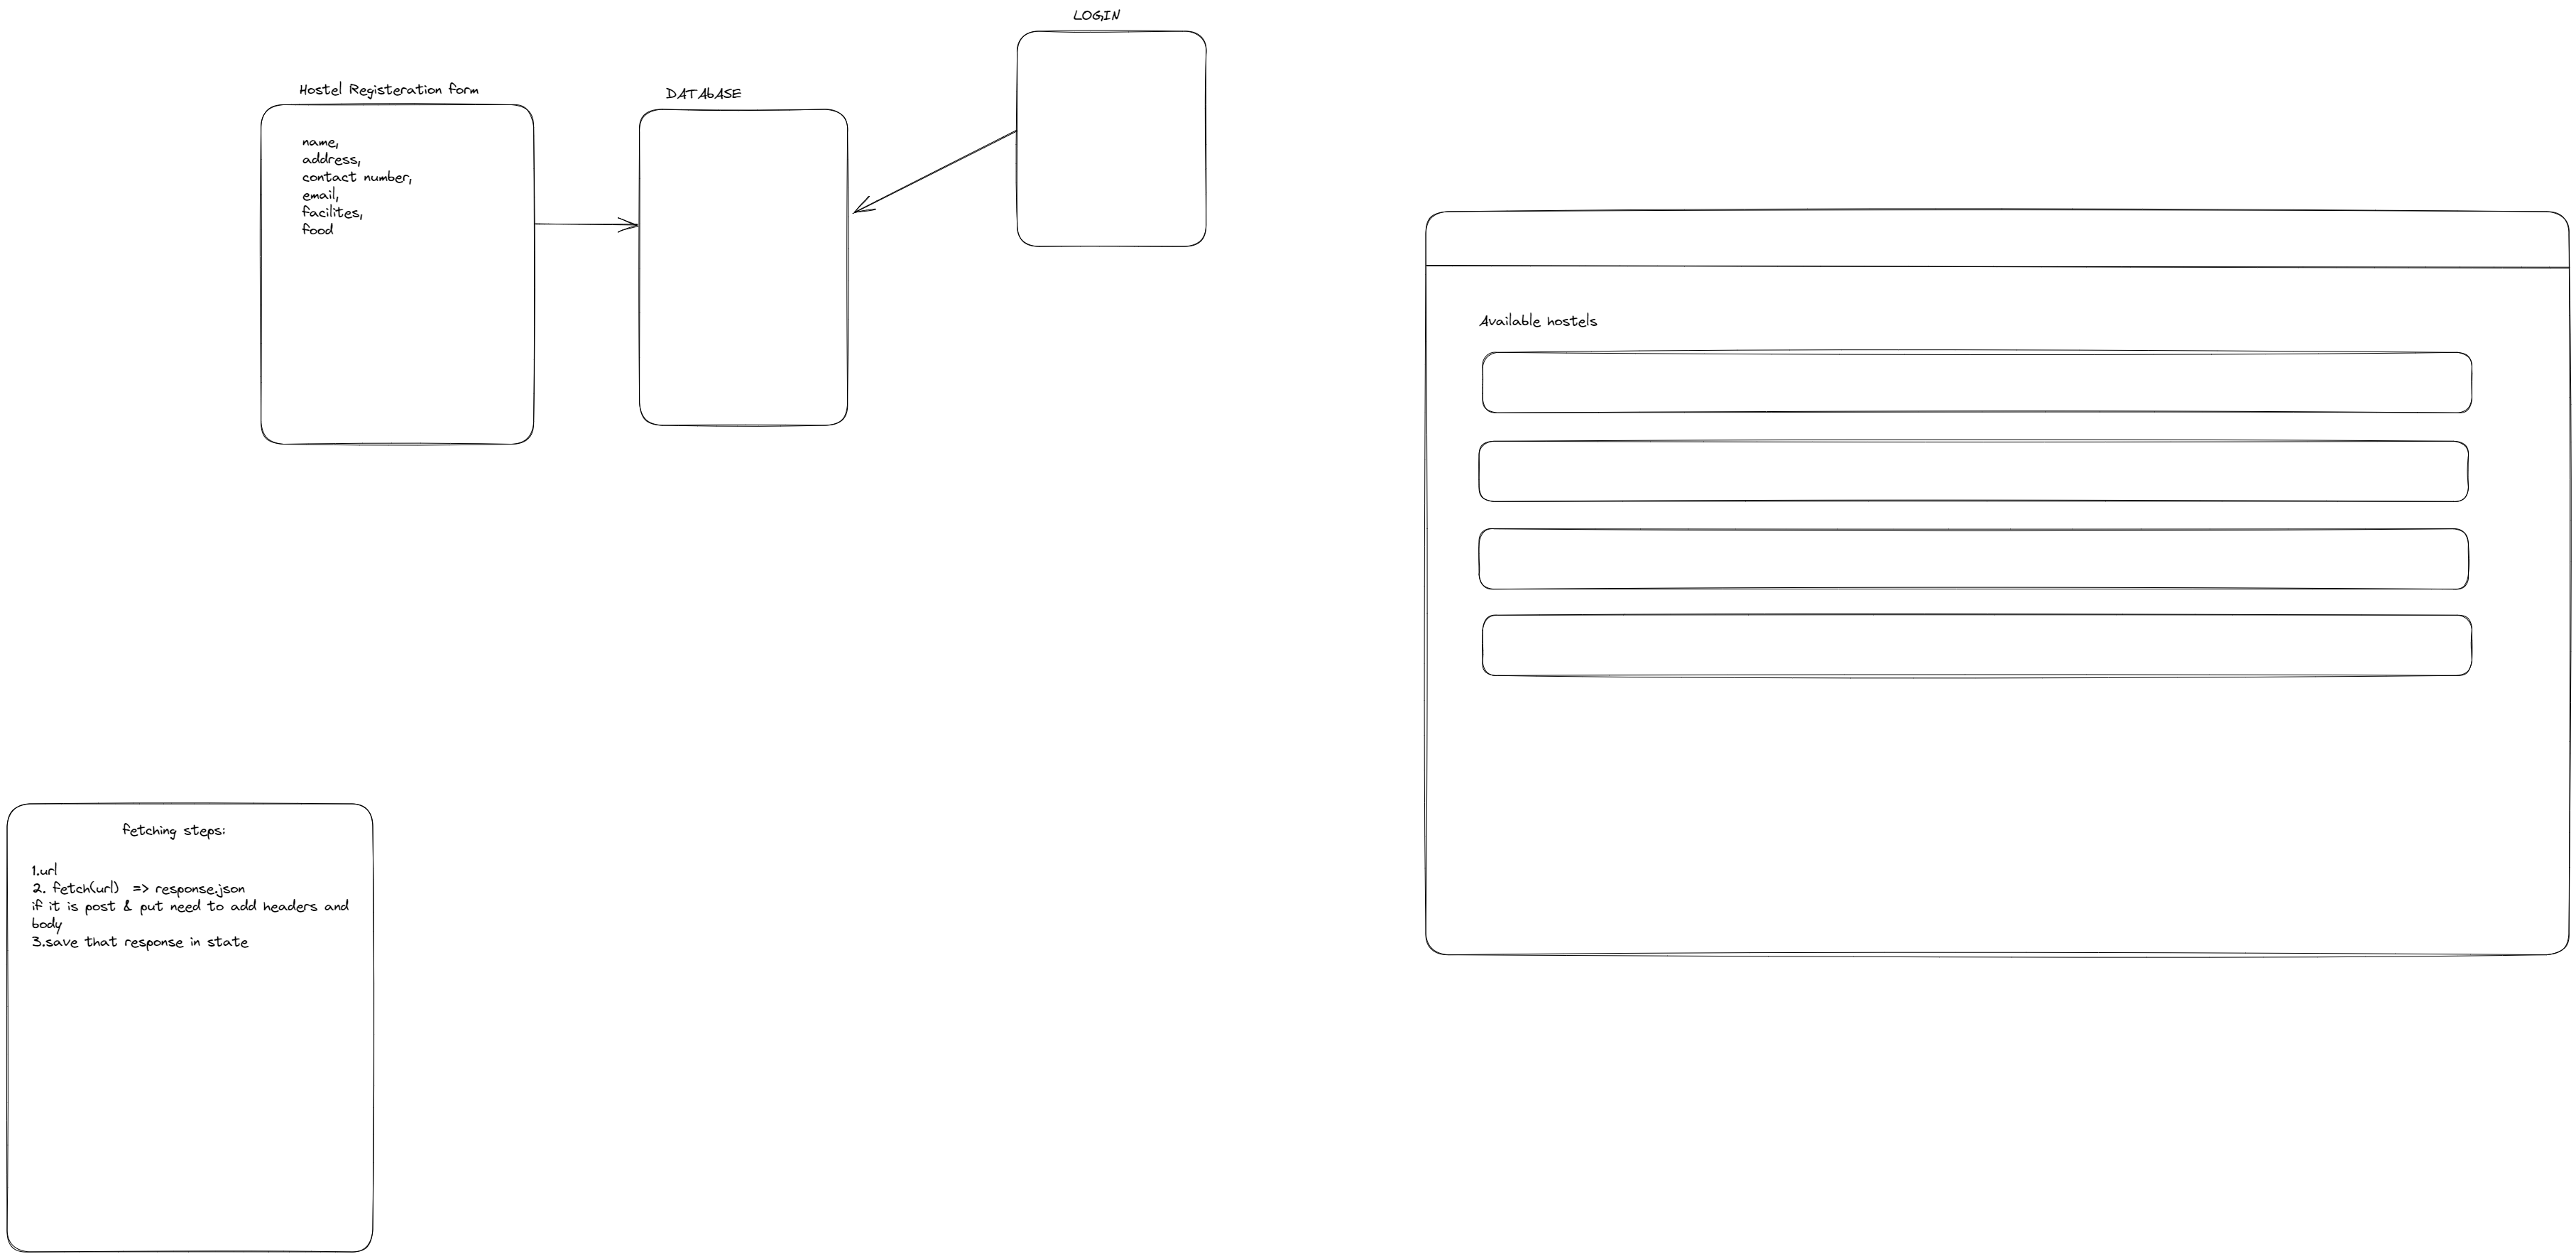 LOGIN
Hostel Registeration form
DATAbASE
name,
address,
contact number,
email,
facilites,
food
Available hostels
fetching steps:
1.url
2. fetch(url)  => response.json
if it is post & put need to add headers and
body
3.save that response in state